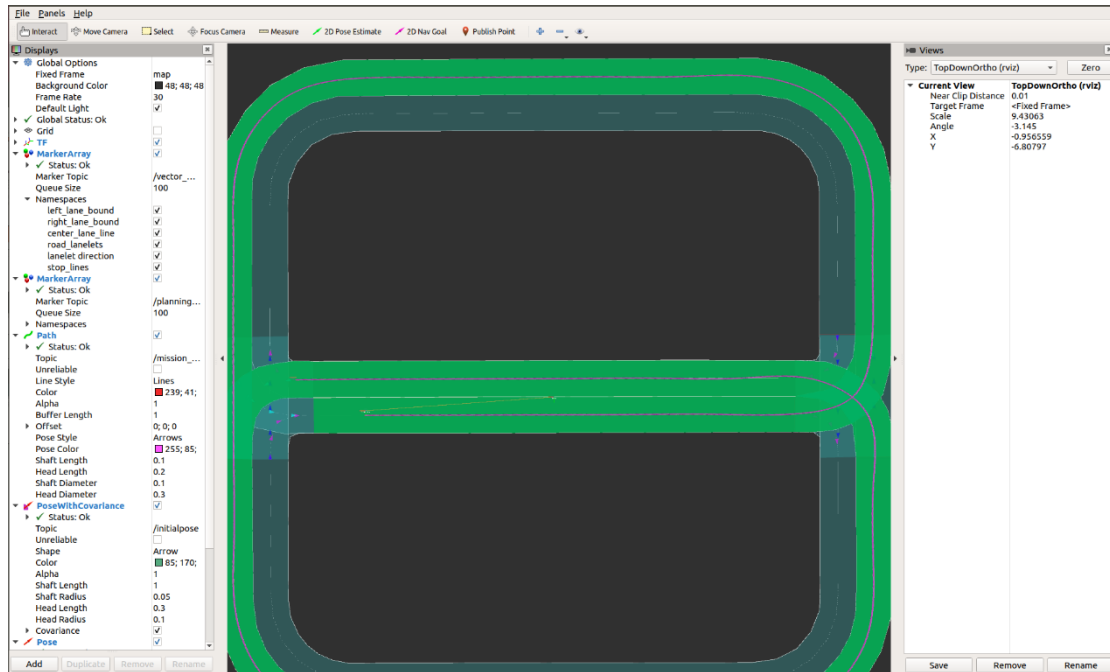 File Panels Help
Interact Move Camera Select Focus Camera Measure 2D Pose Estimate 2D Nav Goal Publish Point
Displays
Global Options
Fixed Frame map
Background Color 48; 48; 48
Frame Rate 30
Default Light
Global Status: Ok
Grid
TF
MarkerArray
Status: Ok
Marker Topic /vector_...
Queue Size 100
Namespaces
left_lane_bound
right_lane_bound
center_lane_line
road_lanelets
lanelet direction
stop_lines
MarkerArray
Status: Ok
Marker Topic /planning...
Queue Size 100
Namespaces
Path
Status: Ok
Topic /mission_...
Unreliable
Line Style Lines
Color 239; 41;
Alpha 1
Buffer Length 1
Offset 0; 0; 0
Pose Style Arrows
Pose Color 255; 85;
Shaft Length 0.1
Head Length 0.2
Shaft Diameter 0.1
Head Diameter 0.3
PoseWithCovariance
Status: Ok
Topic /initialpose
Unreliable
Shape Arrow
Color 85; 170;
Alpha 1
Shaft Length 1
Shaft Radius 0.05
Head Length 0.3
Head Radius 0.1
Covariance
Pose
Add Duplicate Remove Rename
Views
Type: TopDownOrtho (rviz) Zero
Current View TopDownOrtho (rviz)
Near Clip Distance 0.01
Target Frame <Fixed Frame>
Scale 9.43063
Angle -3.145
X -0.956559
Y -6.80797
Save Remove Rename